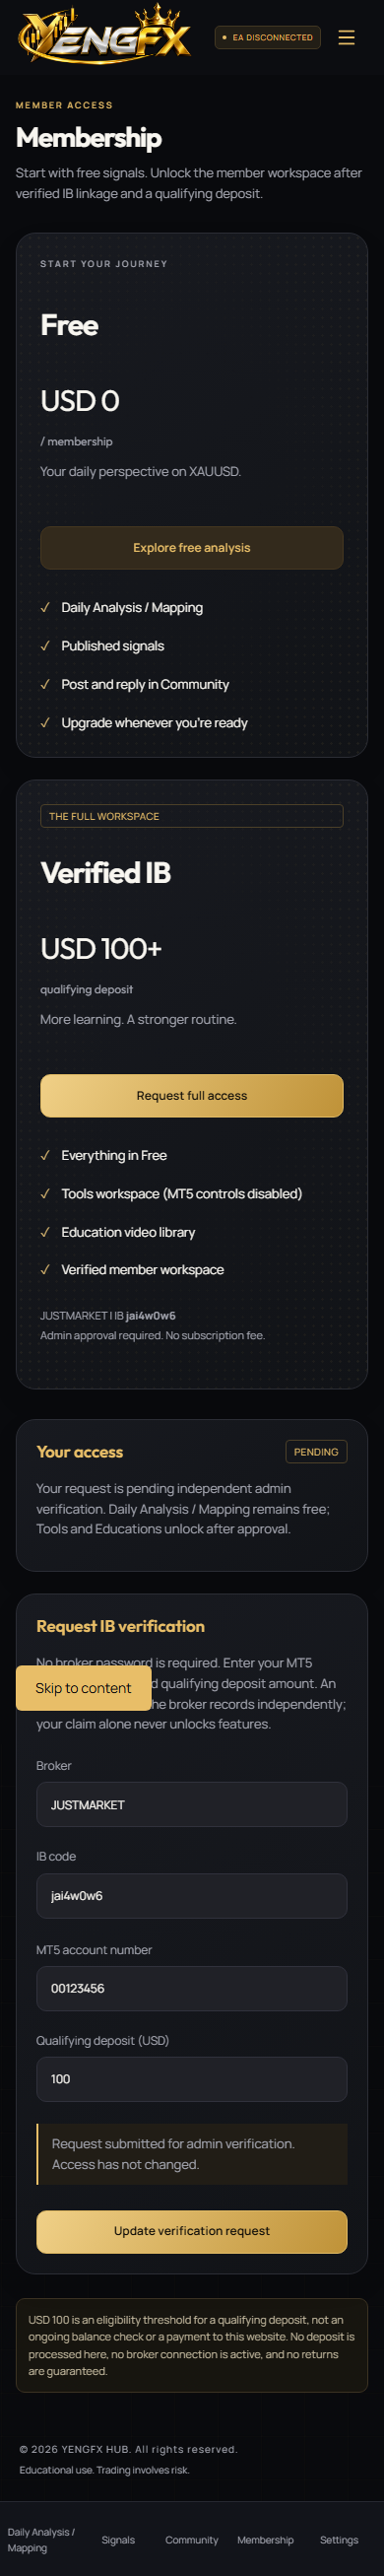 YENGFX
EA DISCONNECTED
MEMBER ACCESS
Membership
Start with free signals. Unlock the member workspace after
verified IB linkage and a qualifying deposit.
START YOUR JOURNEY
Free
USD 0
/ membership
Your daily perspective on XAUUSD.
Explore free analysis
✓ Daily Analysis / Mapping
✓ Published signals
✓ Post and reply in Community
✓ Upgrade whenever you're ready
THE FULL WORKSPACE
Verified IB
USD 100+
qualifying deposit
More learning. A stronger routine.
Request full access
✓ Everything in Free
✓ Tools workspace (MT5 controls disabled)
✓ Education video library
✓ Verified member workspace
JUSTMARKET | IB jai4w0w6
Admin approval required. No subscription fee.
Your access
PENDING
Your request is pending independent admin
verification. Daily Analysis / Mapping remains free;
Tools and Educations unlock after approval.
Request IB verification
No broker password is required. Enter your MT5
Skip to content
qualifying deposit amount. An
the broker records independently;
your claim alone never unlocks features.
Broker
JUSTMARKET
IB code
jai4w0w6
MT5 account number
00123456
Qualifying deposit (USD)
100
Request submitted for admin verification.
Access has not changed.
Update verification request
USD 100 is an eligibility threshold for a qualifying deposit, not an
ongoing balance check or a payment to this website. No deposit is
processed here, no broker connection is active, and no returns
are guaranteed.
© 2026 YENGFX HUB. All rights reserved.
Educational use. Trading involves risk.
Daily Analysis /
Mapping
Signals
Community
Membership
Settings